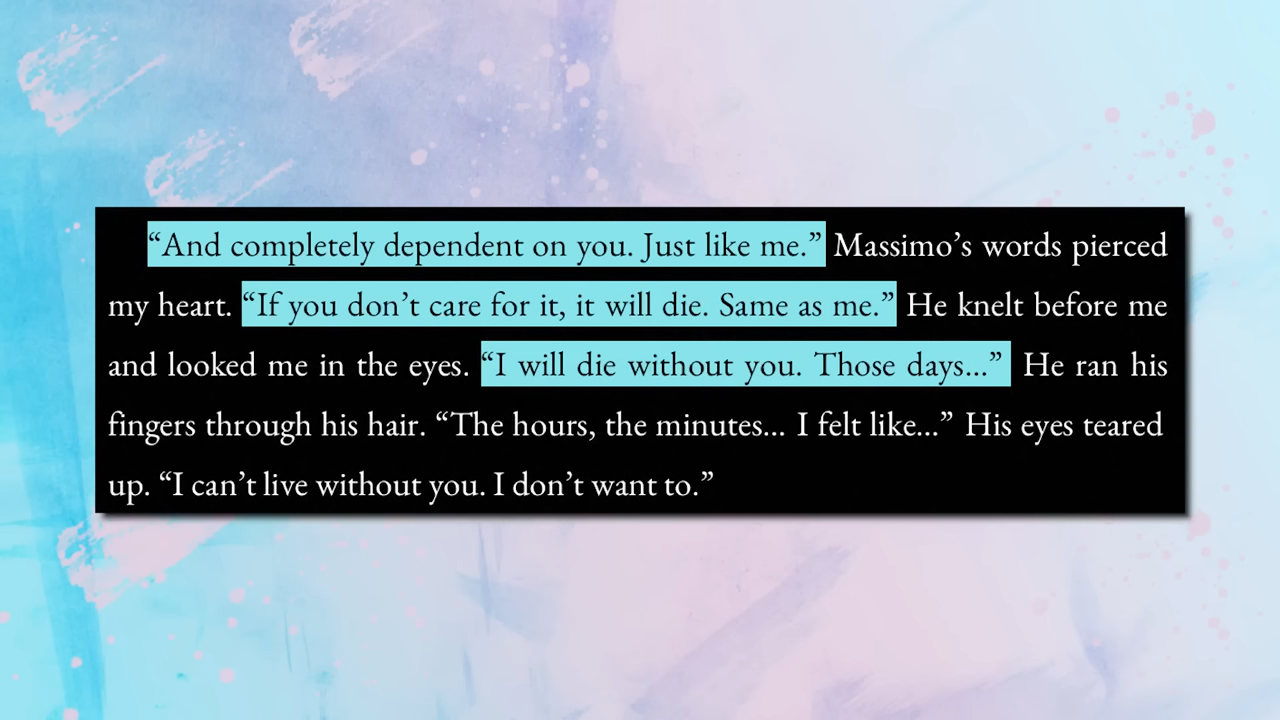 “And completely dependent on you. Just like me.” Massimo’s words pierced
my heart. “If you don’t care for it, it will die. Same as me.” He knelt before me
and looked me in the eyes. “I will die without you. Those days...” He ran his
fingers through his hair. “The hours, the minutes... I felt like...” His eyes teared
up. “I can’t live without you. I don’t want to.”